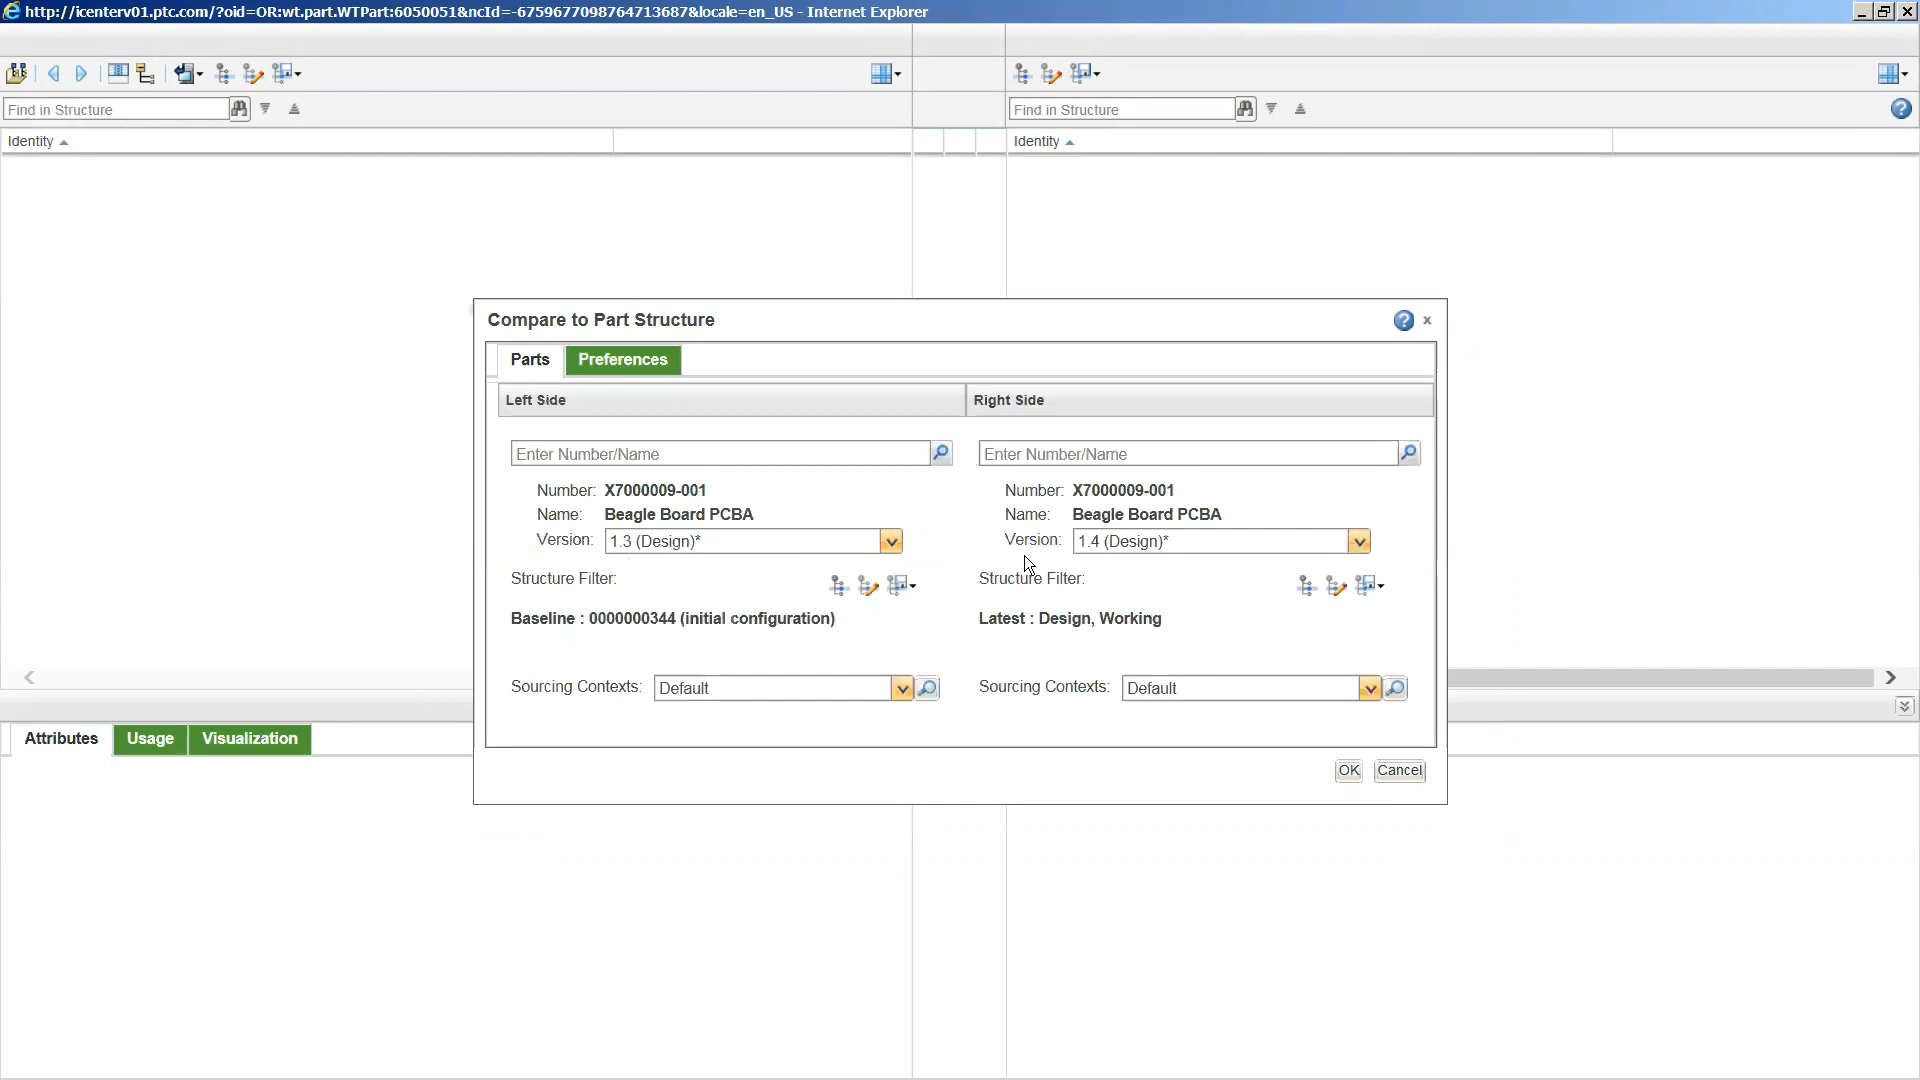 http://icenterv01.ptc.com/?oid=OR:wt.part.WTPart:6050051&ncId=-6759677098764713687&locale=en_US - Internet Explorer
Find in Structure
Find in Structure
Identity
Identity
Compare to Part Structure
Parts
Preferences
Left Side
Right Side
Enter Number/Name
Enter Number/Name
Number: X7000009-001
Number: X7000009-001
Name: Beagle Board PCBA
Name: Beagle Board PCBA
Version: 1.3 (Design)*
Version: 1.4 (Design)*
Structure Filter:
Structure Filter:
Baseline : 0000000344 (initial configuration)
Latest : Design, Working
Sourcing Contexts: Default
Sourcing Contexts: Default
OK
Cancel
Attributes
Usage
Visualization